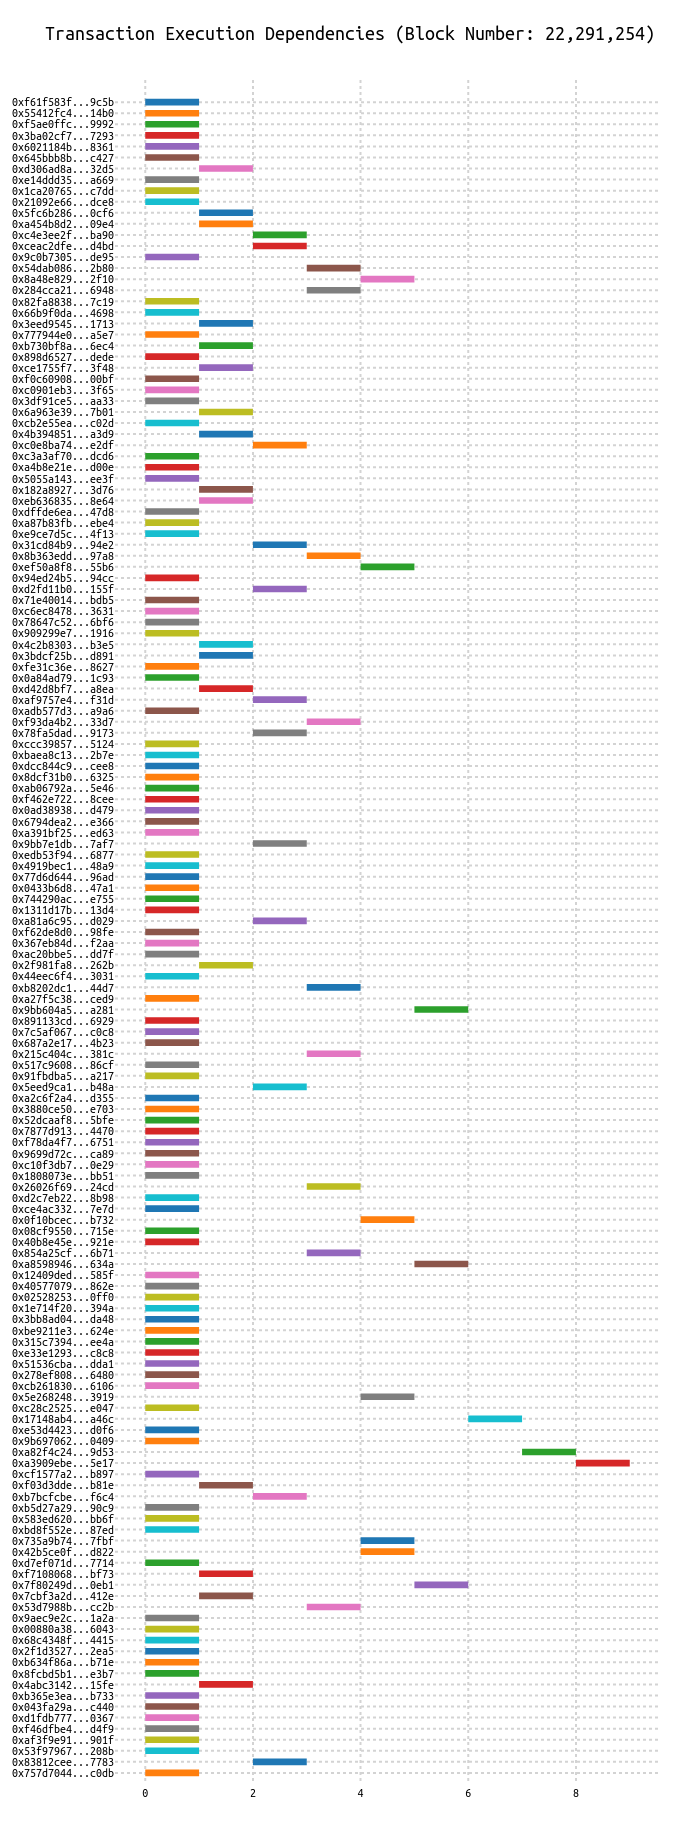 Transaction Execution Dependencies (Block Number: 22,291,254)
0xf61f583f...9c5b
0x55412fc4...14b0
0xf5ae0ffc...9992
0x3ba02cf7...7293
0x6021184b...8361
0x645bbb8b...c427
0xd306ad8a...32d5
0xe14ddd35...a669
0x1ca20765...c7dd
0x21092e66...dce8
0x5fc6b286...0cf6
0xa454b8d2...09e4
0xc4e3ee2f...ba90
0xceac2dfe...d4bd
0x9c0b7305...de95
0x54dab086...2b80
0x8a48e829...2f10
0x284cca21...6948
0x82fa8838...7c19
0x66b9f0da...4698
0x3eed9545...1713
0x777944e0...a5e7
0xb730bf8a...6ec4
0x898d6527...dede
0xce1755f7...3f48
0xf0c60908...00bf
0xc0901eb3...3f65
0x3df91ce5...aa33
0x6a963e39...7b01
0xcb2e55ea...c02d
0x4b394851...a3d9
0xc0e8ba74...e2df
0xc3a3af70...dcd6
0xa4b8e21e...d00e
0x5055a143...ee3f
0x182a8927...3d76
0xeb636835...8e64
0xdffde6ea...47d8
0xa87b83fb...ebe4
0xe9ce7d5c...4f13
0x31cd84b9...94e2
0x8b363edd...97a8
0xef50a8f8...55b6
0x94ed24b5...94cc
0xd2fd11b0...155f
0x71e40014...bdb5
0xc6ec8478...3631
0x78647c52...6bf6
0x909299e7...1916
0x4c2b8303...b3e5
0x3bdcf25b...d891
0xfe31c36e...8627
0x0a84ad79...1c93
0xd42d8bf7...a8ea
0xaf9757e4...f31d
0xadb577d3...a9a6
0xf93da4b2...33d7
0x78fa5dad...9173
0xccc39857...5124
0xbaea8c13...2b7e
0xdcc844c9...cee8
0x8dcf31b0...6325
0xab06792a...5e46
0xf462e722...8cee
0x0ad38938...d479
0x6794dea2...e366
0xa391bf25...ed63
0x9bb7e1db...7af7
0xedb53f94...6877
0x4919bec1...48a9
0x77d6d644...96ad
0x0433b6d8...47a1
0x744290ac...e755
0x1311d17b...13d4
0xa81a6c95...d029
0xf62de8d0...98fe
0x367eb84d...f2aa
0xac20bbe5...dd7f
0x2f981fa8...262b
0x44eec6f4...3031
0xb8202dc1...44d7
0xa27f5c38...ced9
0x9bb604a5...a281
0x891133cd...6929
0x7c5af067...c0c8
0x687a2e17...4b23
0x215c404c...381c
0x517c9608...86cf
0x91fbdba5...a217
0x5eed9ca1...b48a
0xa2c6f2a4...d355
0x3880ce50...e703
0x52dcaaf8...5bfe
0x7877d913...4470
0xf78da4f7...6751
0x9699d72c...ca89
0xc10f3db7...0e29
0x1808073e...bb51
0x26026f69...24cd
0xd2c7eb22...8b98
0xce4ac332...7e7d
0x0f10bcec...b732
0x08cf9550...715e
0x40b8e45e...921e
0x854a25cf...6b71
0xa8598946...634a
0x12409ded...585f
0x40577079...862e
0x02528253...0ff0
0x1e714f20...394a
0x3bb8ad04...da48
0xbe9211e3...624e
0x315c7394...ee4a
0xe33e1293...c8c8
0x51536cba...dda1
0x278ef808...6480
0xcb261830...6106
0x5e268248...3919
0xc28c2525...e047
0x17148ab4...a46c
0xe53d4423...d0f6
0x9b697062...0409
0xa82f4c24...9d53
0xa3909ebe...5e17
0xcf1577a2...b897
0xf03d3dde...b81e
0xb7bcfcbe...f6c4
0xb5d27a29...90c9
0x583ed620...bb6f
0xbd8f552e...87ed
0x735a9b74...7fbf
0x42b5ce0f...d822
0xd7ef071d...7714
0xf7108068...bf73
0x7f80249d...0eb1
0x7cbf3a2d...412e
0x53d7988b...cc2b
0x9aec9e2c...1a2a
0x00880a38...6043
0x68c4348f...4415
0x2f1d3527...2ea5
0xb634f86a...b71e
0x8fcbd5b1...e3b7
0x4abc3142...15fe
0xb365e3ea...b733
0x043fa29a...c440
0xd1fdb777...0367
0xf46dfbe4...d4f9
0xaf3f9e91...901f
0x53f97967...208b
0x83812cee...7783
0x757d7044...c0db
0 2 4 6 8